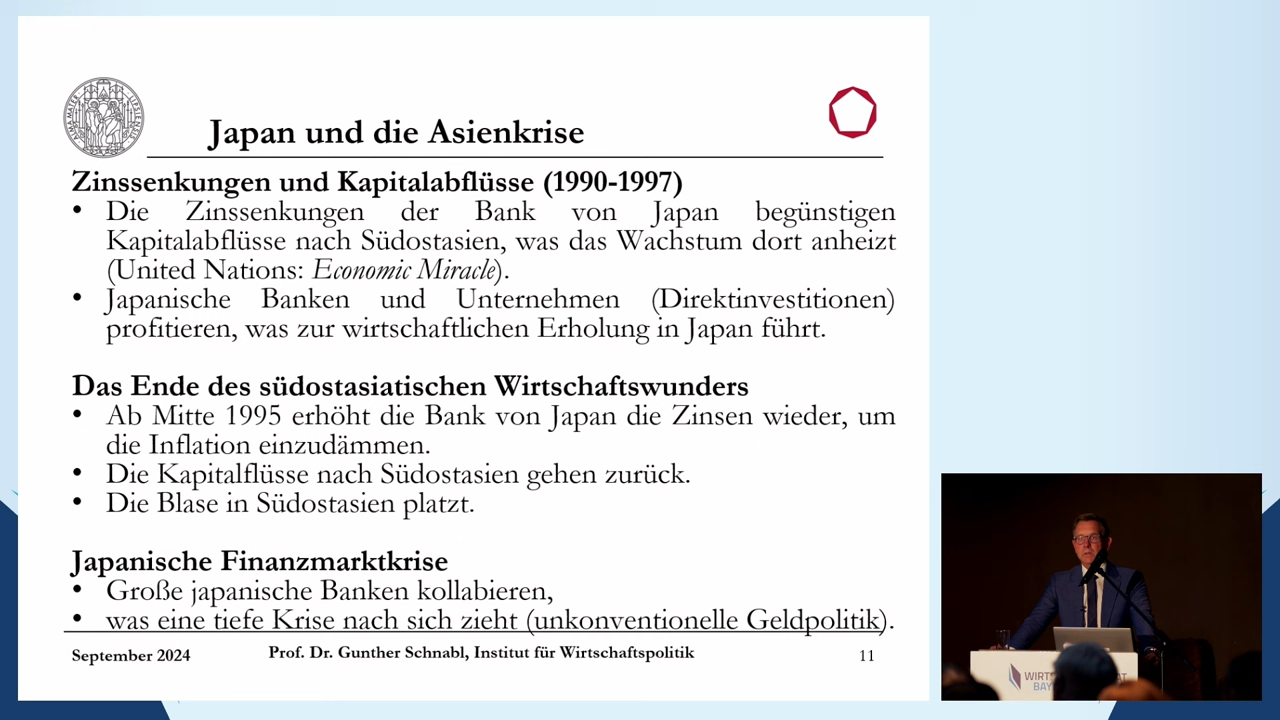 Japan und die Asienkrise
Zinssenkungen und Kapitalabflüsse (1990-1997)
• Die Zinssenkungen der Bank von Japan begünstigen
Kapitalabflüsse nach Südostasien, was das Wachstum dort anheizt
(United Nations: Economic Miracle).
• Japanische Banken und Unternehmen (Direktinvestitionen)
profitieren, was zur wirtschaftlichen Erholung in Japan führt.
Das Ende des südostasiatischen Wirtschaftswunders
• Ab Mitte 1995 erhöht die Bank von Japan die Zinsen wieder, um
die Inflation einzudämmen.
• Die Kapitalflüsse nach Südostasien gehen zurück.
• Die Blase in Südostasien platzt.
Japanische Finanzmarktkrise
• Große japanische Banken kollabieren,
• was eine tiefe Krise nach sich zieht (unkonventionelle Geldpolitik).
September 2024
Prof. Dr. Gunther Schnabl, Institut für Wirtschaftspolitik
11